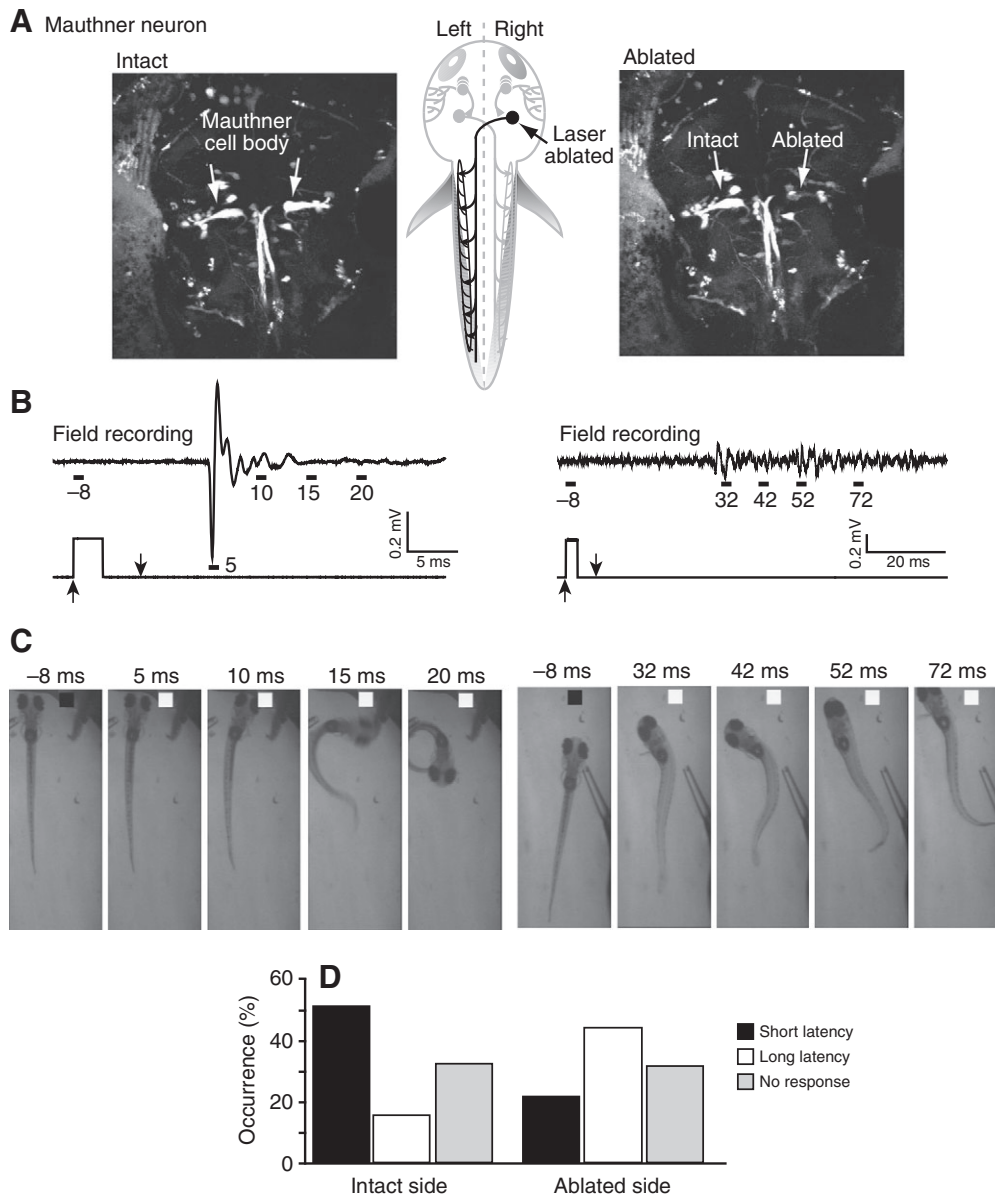 A Mauthner neuron
Intact
Mauthner
cell body
Left Right
Laser
ablated
Ablated
Intact Ablated
B
Field recording
–8
5
10 15 20
0.2 mV
5 ms
Field recording
–8 32 42 52 72
0.2 mV
20 ms
C
–8 ms 5 ms 10 ms 15 ms 20 ms
–8 ms 32 ms 42 ms 52 ms 72 ms
D
Occurrence (%)
60
40
20
0
Intact side
Ablated side
Short latency
Long latency
No response